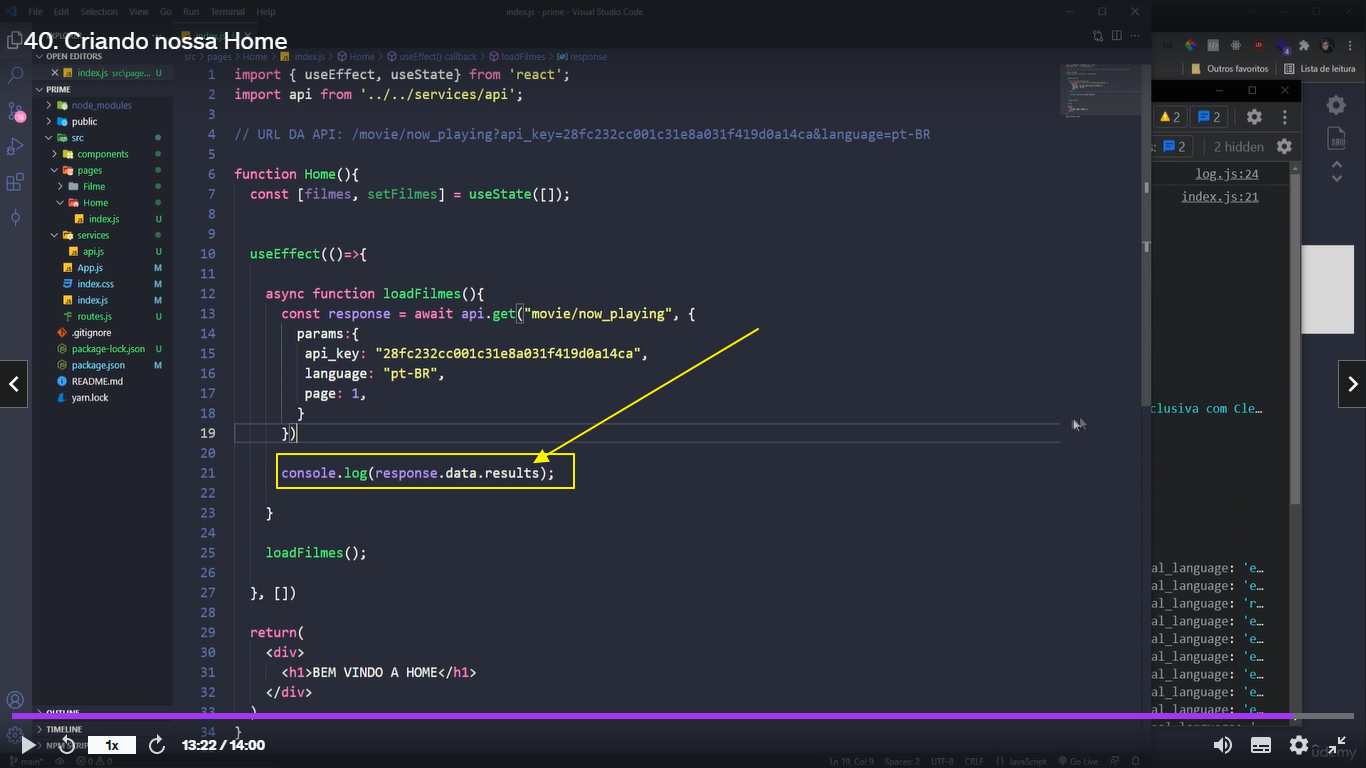 File Edit Selection View Go Run Terminal Help
index.js - prime - Visual Studio Code
40. Criando nossa Home
src > pages > Home > index.js > Home > useEffect() callback > loadFilmes > response
OPEN EDITORS
index.js src\page... U
PRIME
node_modules
public
src
components
pages
Filme
Home
index.js U
services
api.js U
App.js M
index.css M
index.js M
routes.js U
.gitignore
package-lock.json U
package.json M
README.md
yarn.lock
OUTLINE
TIMELINE
1 import { useEffect, useState} from 'react';
2 import api from '../../services/api';
3
4 // URL DA API: /movie/now_playing?api_key=28fc232cc001c31e8a031f419d0a14ca&language=pt-BR
5
6 function Home(){
7 const [filmes, setFilmes] = useState([]);
8
9
10 useEffect(()=>{
11
12 async function loadFilmes(){
13 const response = await api.get("movie/now_playing", {
14 params:{
15 api_key: "28fc232cc001c31e8a031f419d0a14ca",
16 language: "pt-BR",
17 page: 1,
18 }
19 })
20
21 console.log(response.data.results);
22
23 }
24
25 loadFilmes();
26
27 }, [])
28
29 return(
30 <div>
31 <h1>BEM VINDO A HOME</h1>
32 </div>
33 )
34 }
Outros favoritos Lista de leitura
2 2
s: 2 2 hidden
log.js:24
index.js:21
RAW
clusiva com Cle…
al_language: 'e…
al_language: 'e…
al_language: 'r…
al_language: 'e…
al_language: 'e…
al_language: 'e…
al_language: 'e…
al_language: 'e…
al_language: 'e…
1x
13:22 / 14:00
main* 0 0
Ln 19, Col 9 Spaces: 2 UTF-8 CRLF JavaScript Go Live
udemy